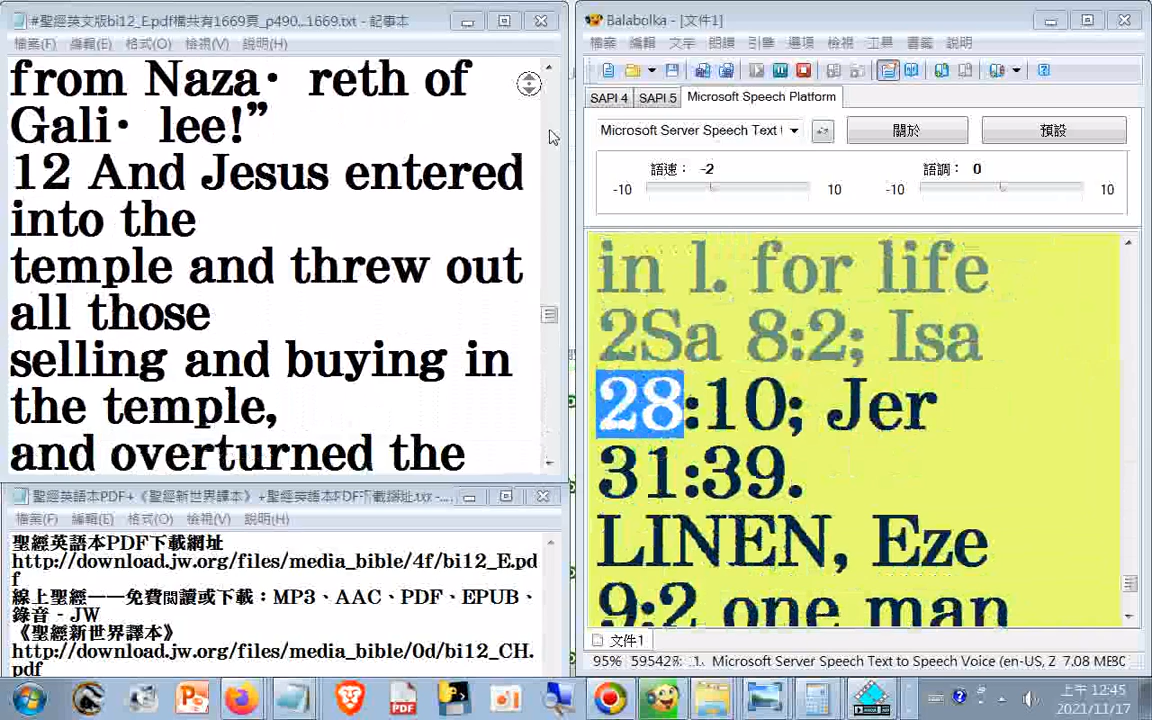 #聖經英文版bi12_E.pdf檔共有1669頁_p490...1669.txt - 記事本
檔案(F) 編輯(E) 格式(O) 檢視(V) 說明(H)
from Naza· reth of
Gali· lee!”
12 And Jesus entered
into the
temple and threw out
all those
selling and buying in
the temple,
and overturned the
聖經英語本PDF+《聖經新世界譯本》+聖經英語本PDF下載網址.txt -...
檔案(F) 編輯(E) 格式(O) 檢視(V) 說明(H)
聖經英語本PDF下載網址
http://download.jw.org/files/media_bible/4f/bi12_E.pd
f
線上聖經——免費閱讀或下載：MP3、AAC、PDF、EPUB、
錄音 - JW
《聖經新世界譯本》
http://download.jw.org/files/media_bible/0d/bi12_CH.
pdf
Balabolka - [文件1]
檔案 編輯 文字 朗讀 引擎 選項 檢視 工具 書籤 說明
SAPI 4 SAPI 5 Microsoft Speech Platform
Microsoft Server Speech Text 關於 預設
語速： -2 語調： 0
-10 10 -10 10
in l. for life
2Sa 8:2; Isa
28:10; Jer
31:39.
LINEN, Eze
9:2 one man
文件1
95% Microsoft Server Speech Text to Speech Voice (en-US, Z 7.08 MB
PDF
上午 12:45
2021/11/17